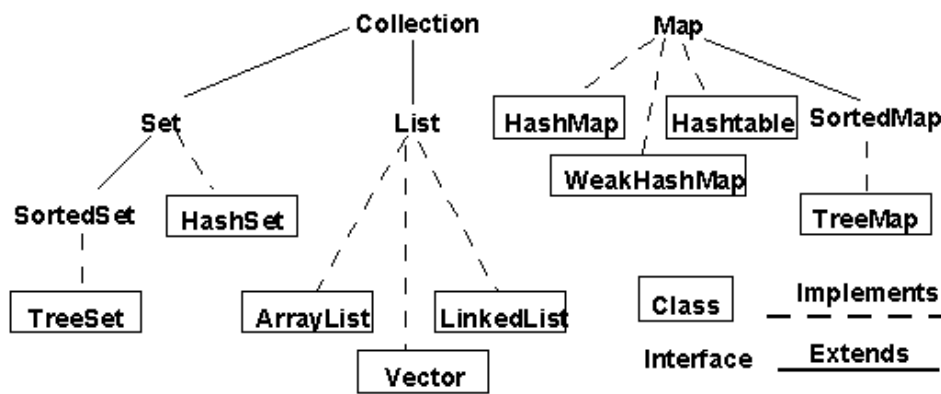 Collection
Map
Set
List
HashMap
Hashtable
SortedMap
WeakHashMap
SortedSet
HashSet
TreeMap
TreeSet
ArrayList
LinkedList
Vector
Class
Implements
Interface
Extends